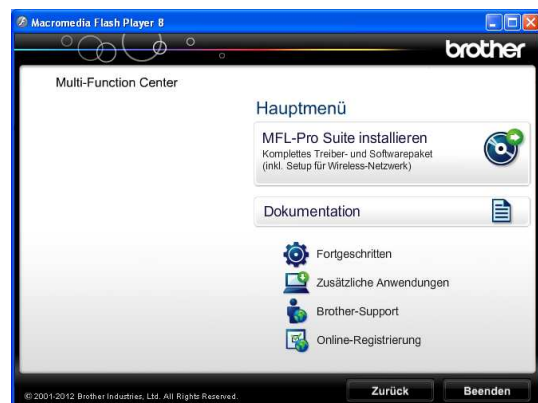 Macromedia Flash Player 8
brother
Multi-Function Center
Hauptmenü
MFL-Pro Suite installieren
Komplettes Treiber- und Softwarepaket
(inkl. Setup für Wireless-Netzwerk)
Dokumentation
Fortgeschritten
Zusätzliche Anwendungen
Brother-Support
Online-Registrierung
© 2001-2012 Brother Industries, Ltd. All Rights Reserved.
Zurück
Beenden